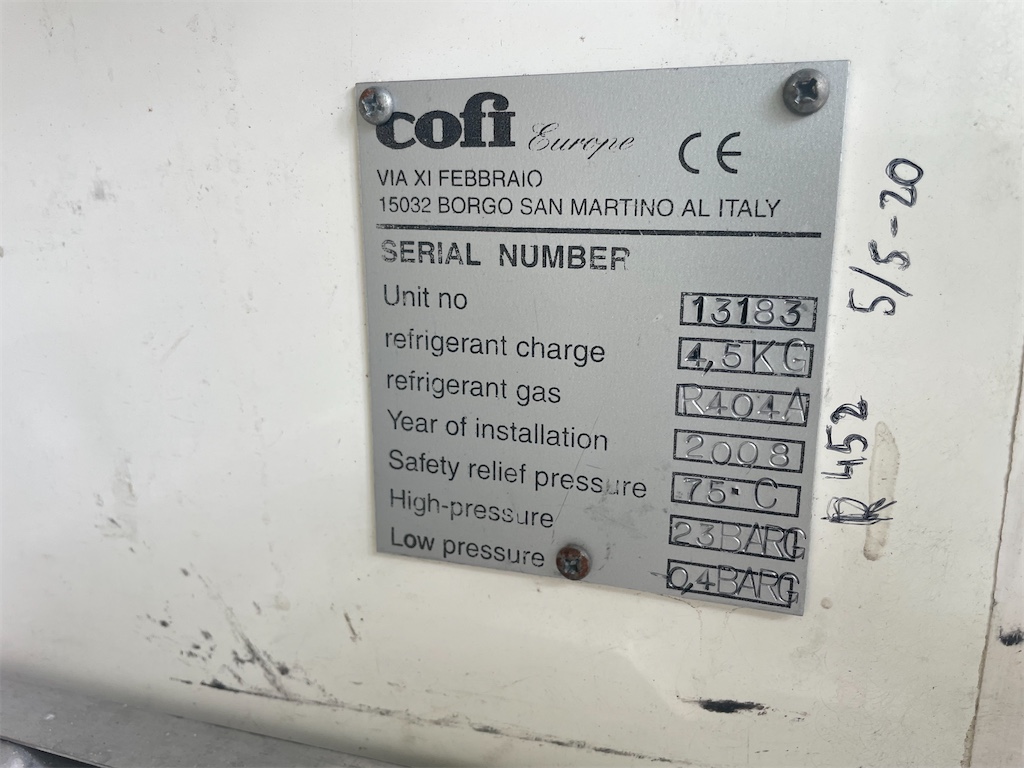 cofi Europe CE
VIA XI FEBBRAIO
15032 BORGO SAN MARTINO AL ITALY
SERIAL NUMBER
Unit no 13183
refrigerant charge 4,5KG
refrigerant gas R404A
Year of installation 2008
Safety relief pressure 75·C
High-pressure 23BARG
Low pressure 0,4BARG
R452 5/5-20